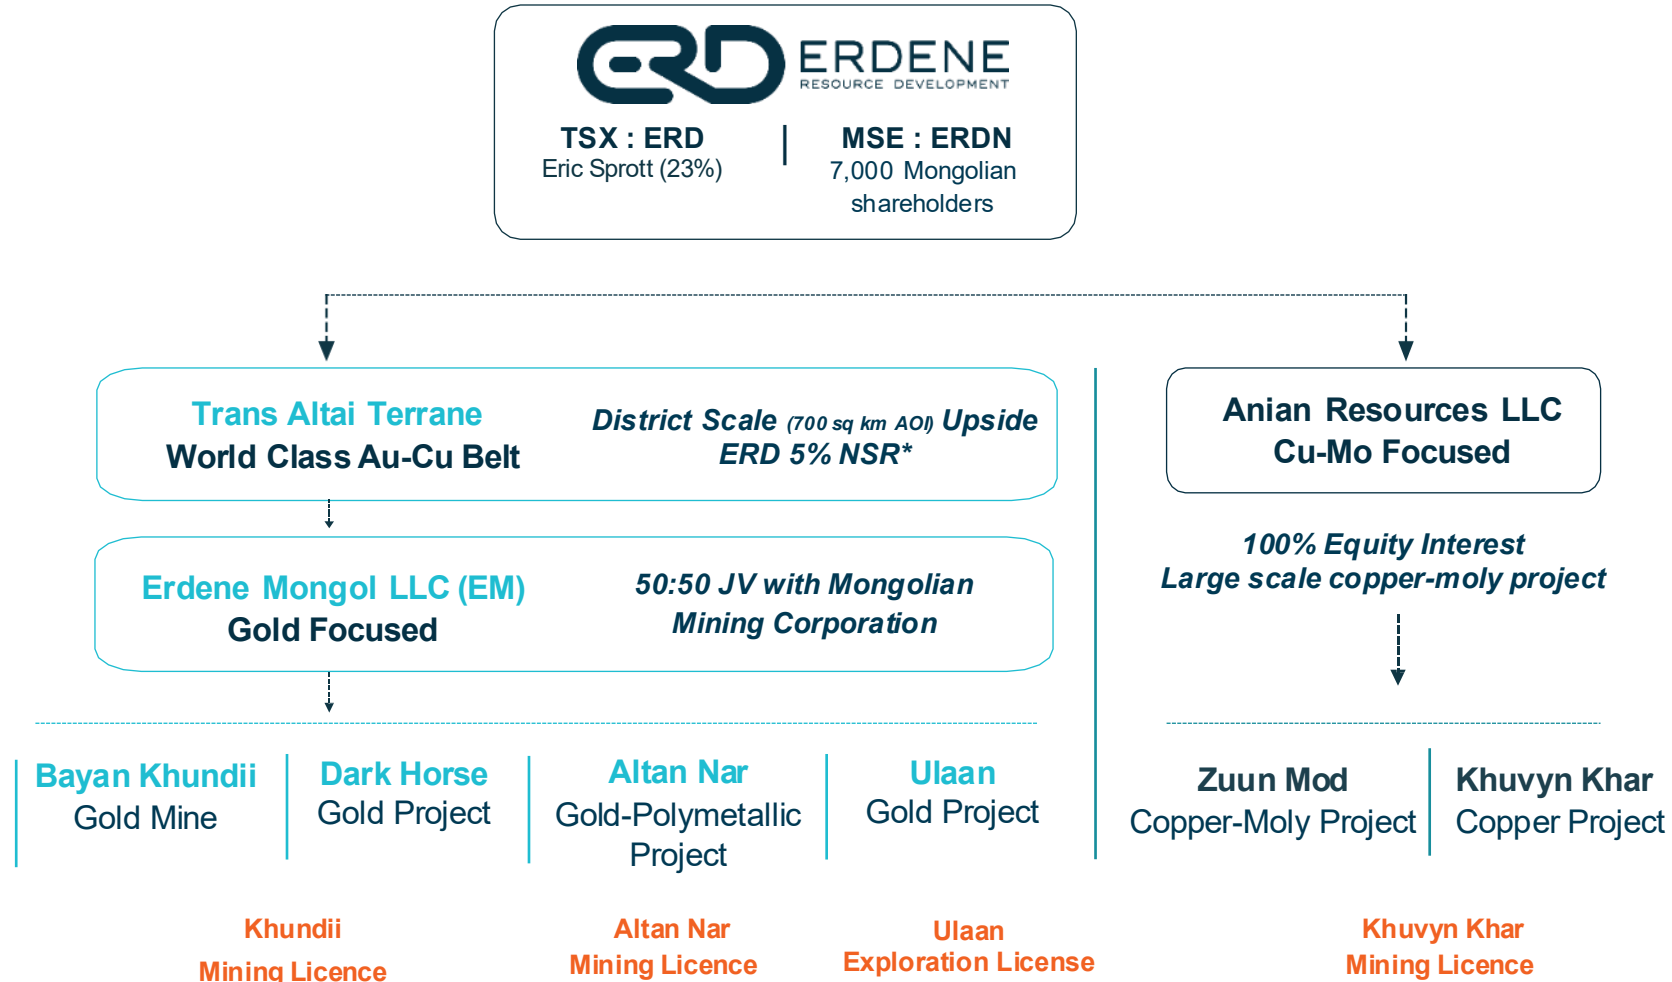 ERD ERDENE
RESOURCE DEVELOPMENT
TSX : ERD | MSE : ERDN
Eric Sprott (23%)
7,000 Mongolian
shareholders
Trans Altai Terrane
World Class Au-Cu Belt
District Scale (700 sq km AOI) Upside
ERD 5% NSR*
Anian Resources LLC
Cu-Mo Focused
Erdene Mongol LLC (EM)
Gold Focused
50:50 JV with Mongolian
Mining Corporation
100% Equity Interest
Large scale copper-moly project
Bayan Khundii
Gold Mine
Dark Horse
Gold Project
Altan Nar
Gold-Polymetallic
Project
Ulaan
Gold Project
Zuun Mod
Copper-Moly Project
Khuvyn Khar
Copper Project
Khundii
Mining Licence
Altan Nar
Mining Licence
Ulaan
Exploration License
Khuvyn Khar
Mining Licence